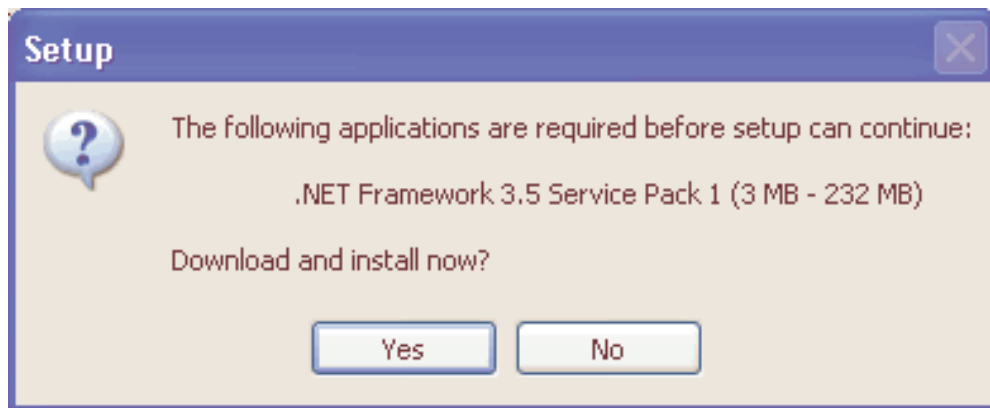 Setup
The following applications are required before setup can continue:
.NET Framework 3.5 Service Pack 1 (3 MB - 232 MB)
Download and install now?
Yes
No